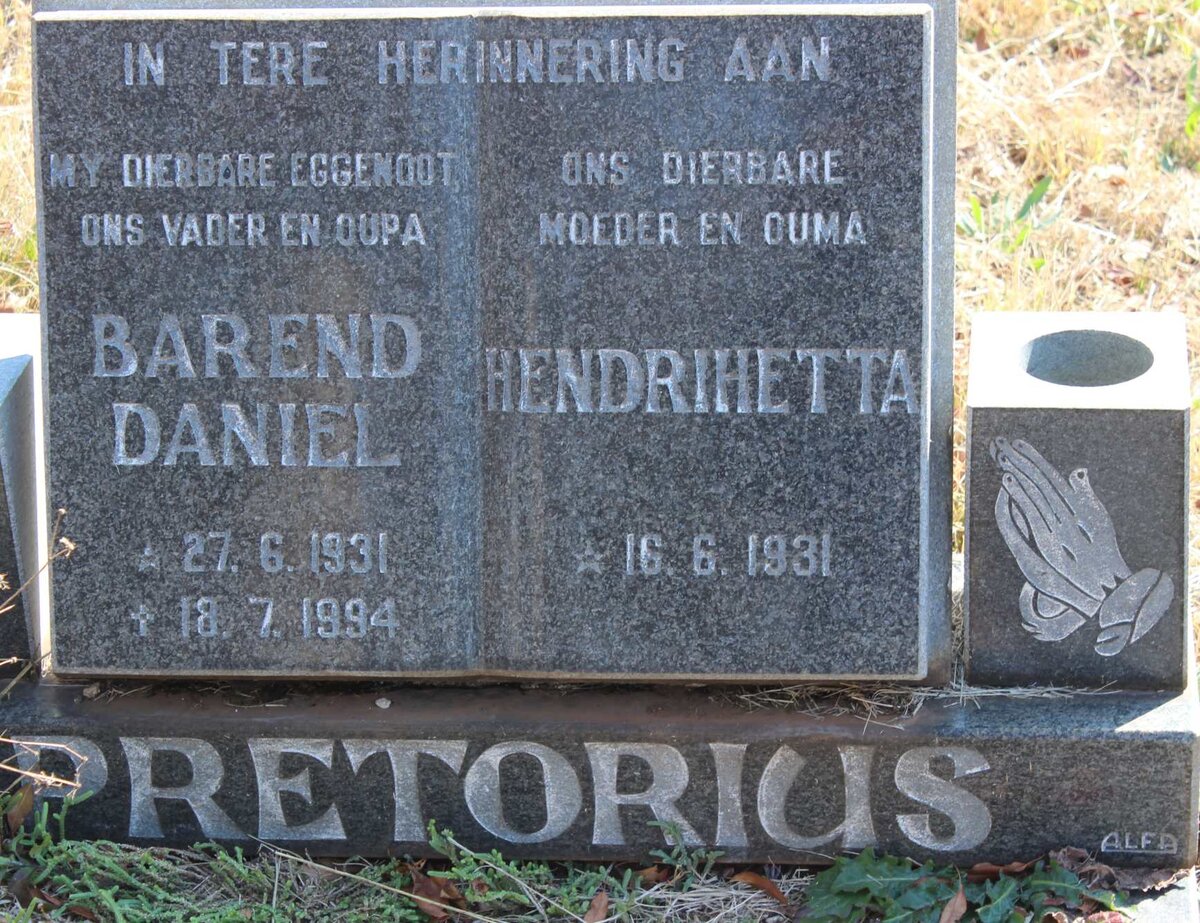 IN TERE HERINNERING AAN
MY DIERBARE EGGENOOT,
ONS VADER EN OUPA
BAREND
DANIEL
★ 27. 6. 1931
✝ 18. 7. 1994
ONS DIERBARE
MOEDER EN OUMA
HENDRIHETTA
★ 16. 6. 1931
PRETORIUS
ALFA